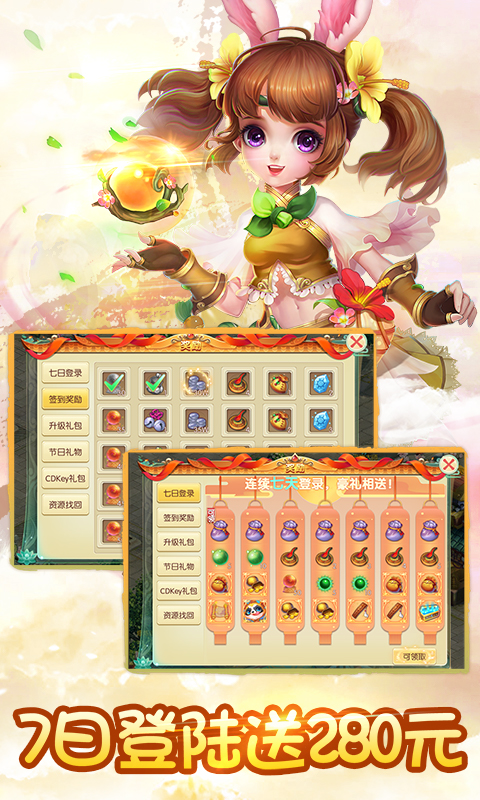 奖励
七日登录
签到奖励
升级礼包
节日礼物
CDKey礼包
资源找回
奖励
连续七天登录，豪礼相送！
七日登录
签到奖励
升级礼包
节日礼物
CDKey礼包
资源找回
可领取
7日登陆送280元